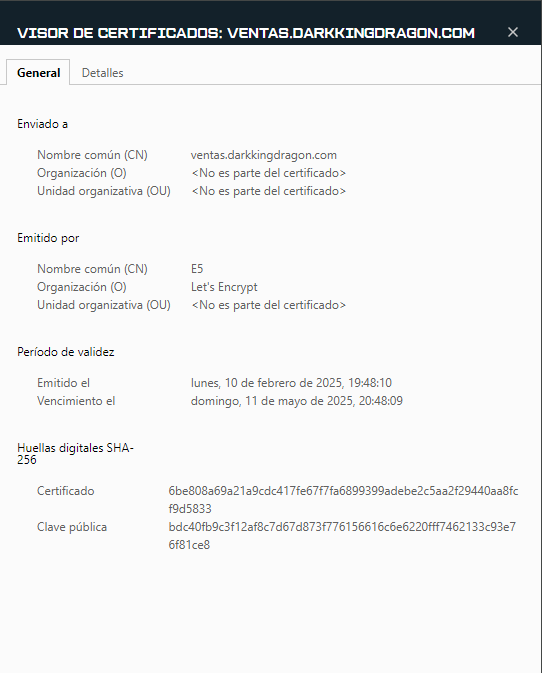 VISOR DE CERTIFICADOS: VENTAS.DARKKINGDRAGON.COM
General
Detalles
Enviado a
Nombre común (CN) ventas.darkkingdragon.com
Organización (O) <No es parte del certificado>
Unidad organizativa (OU) <No es parte del certificado>
Emitido por
Nombre común (CN) E5
Organización (O) Let's Encrypt
Unidad organizativa (OU) <No es parte del certificado>
Período de validez
Emitido el lunes, 10 de febrero de 2025, 19:48:10
Vencimiento el domingo, 11 de mayo de 2025, 20:48:09
Huellas digitales SHA-
256
Certificado 6be808a69a21a9cdc417fe67f7fa6899399adebe2c5aa2f29440aa8fc
f9d5833
Clave pública bdc40fb9c3f12af8c7d67d873f776156616c6e6220fff7462133c93e7
6f81ce8